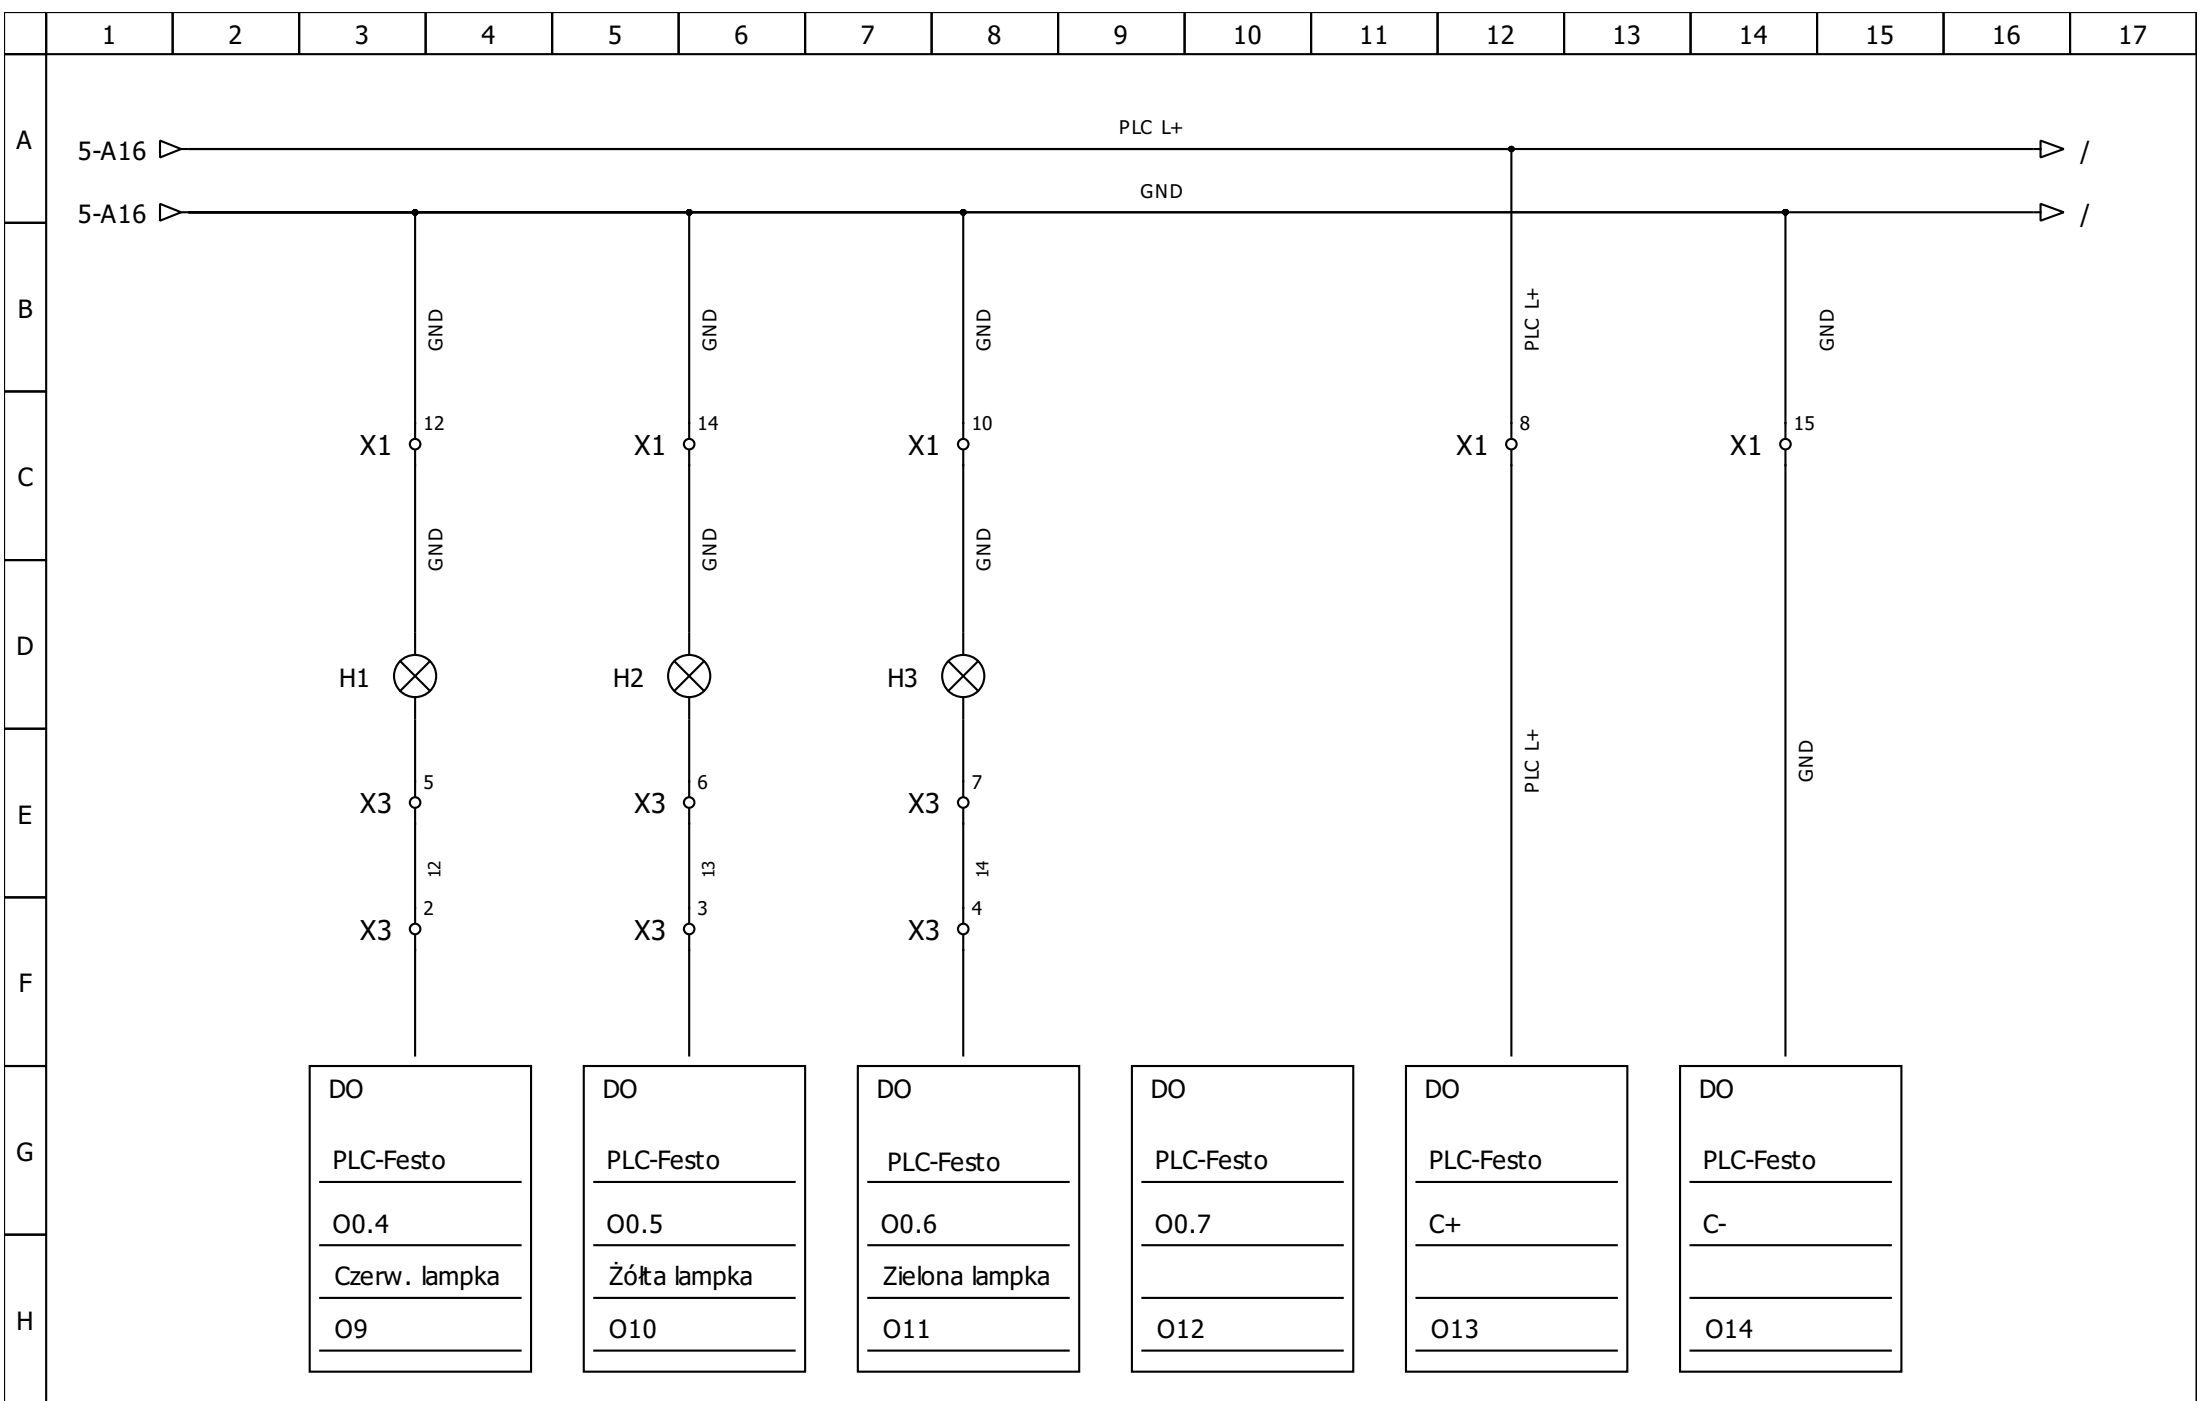 1 2 3 4 5 6 7 8 9 10 11 12 13 14 15 16 17
A
PLC L+
5-A16 /
GND
5-A16 /
B
GND GND GND PLC L+ GND
12 14 10 8 15
X1 X1 X1 X1 X1
C
GND GND GND
D
H1 H2 H3
PLC L+ GND
5 6 7
X3 X3 X3
E
12 13 14
2 3 4
X3 X3 X3
F
DO DO DO DO DO DO
G
PLC-Festo PLC-Festo PLC-Festo PLC-Festo PLC-Festo PLC-Festo
O0.4 O0.5 O0.6 O0.7 C+ C-
Czerw. lampka Żółta lampka Zielona lampka
H
O9 O10 O11 O12 O13 O14